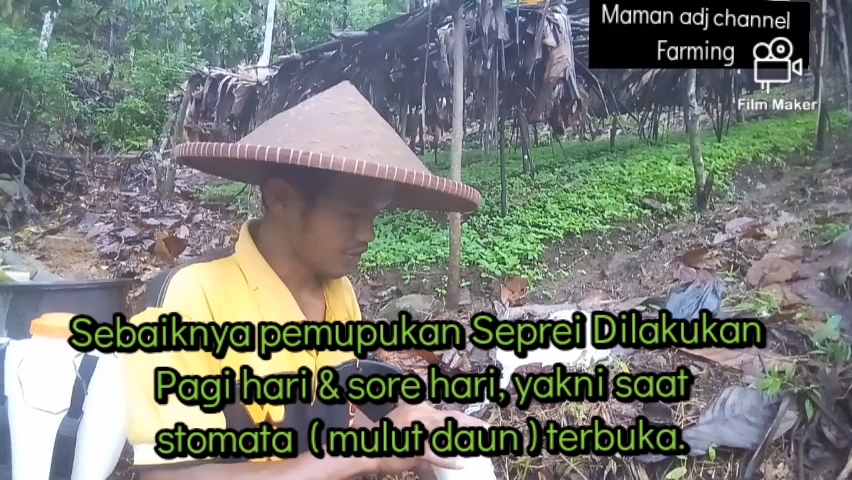 Maman adj channel
Farming
Film Maker
Sebaiknya pemupukan Seprei Dilakukan
Pagi hari & sore hari, yakni saat
stomata ( mulut daun ) terbuka.